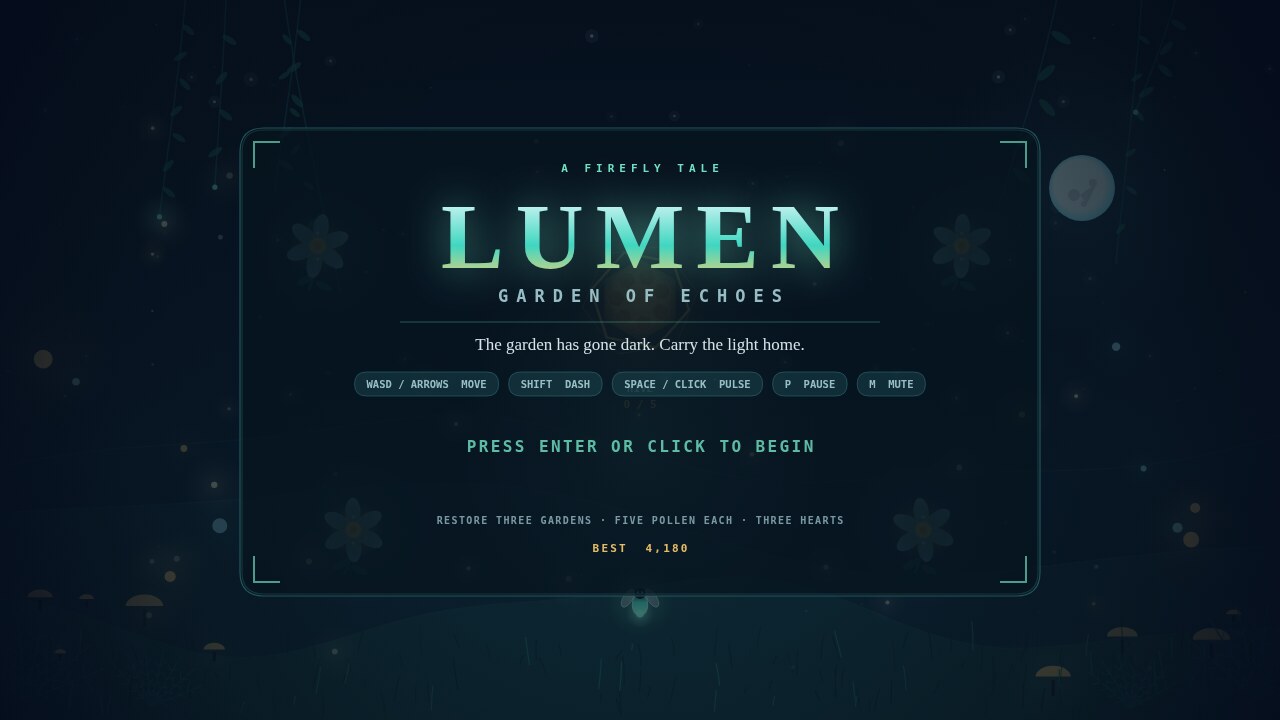 A FIREFLY TALE
LUMEN
GARDEN OF ECHOES
The garden has gone dark. Carry the light home.
WASD / ARROWS MOVE SHIFT DASH SPACE / CLICK PULSE P PAUSE M MUTE
0 / 5
PRESS ENTER OR CLICK TO BEGIN
RESTORE THREE GARDENS · FIVE POLLEN EACH · THREE HEARTS
BEST 4,180